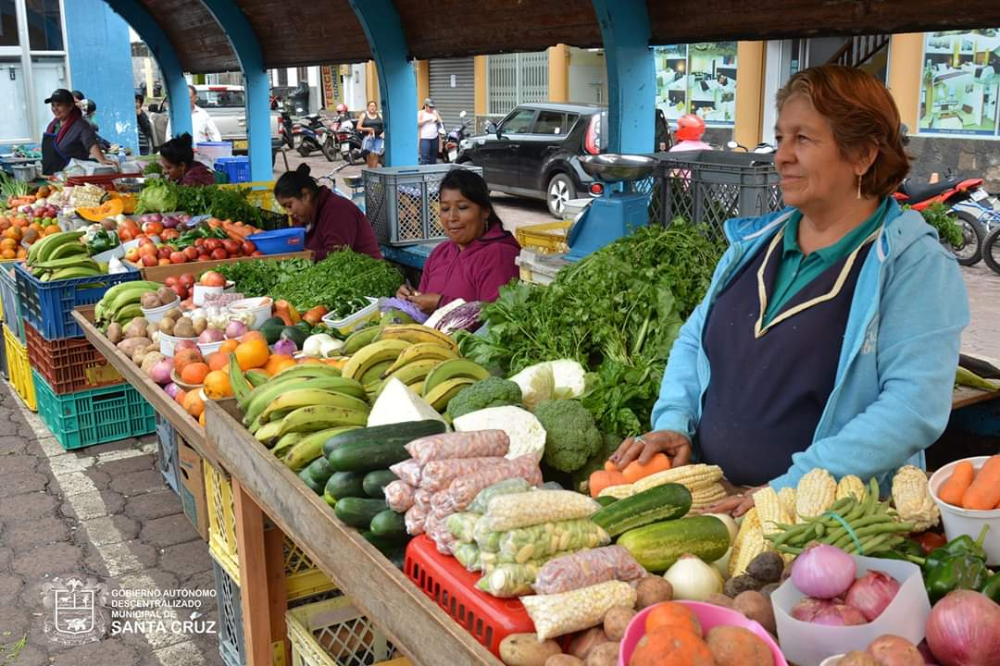 GOBIERNO AUTÓNOMO
DESCENTRALIZADO
MUNICIPAL DE
SANTA CRUZ